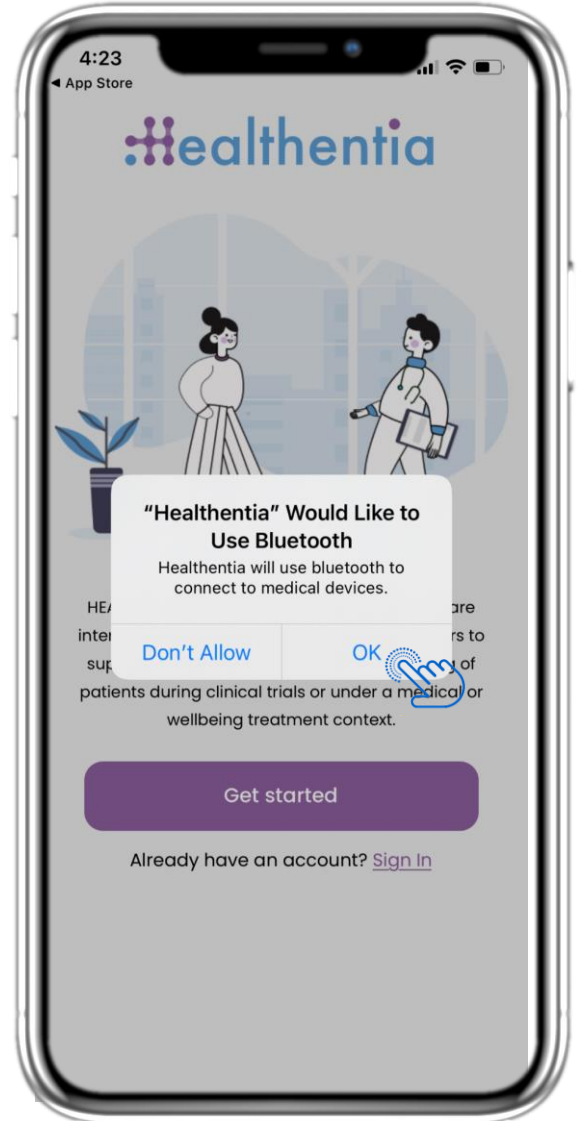 4:23
App Store
Healthentia
"Healthentia" Would Like to
Use Bluetooth
Healthentia will use bluetooth to
connect to medical devices.
Don't Allow
OK
of
patients during clinical trials or under a medical or
wellbeing treatment context.
Get started
Already have an account? Sign In